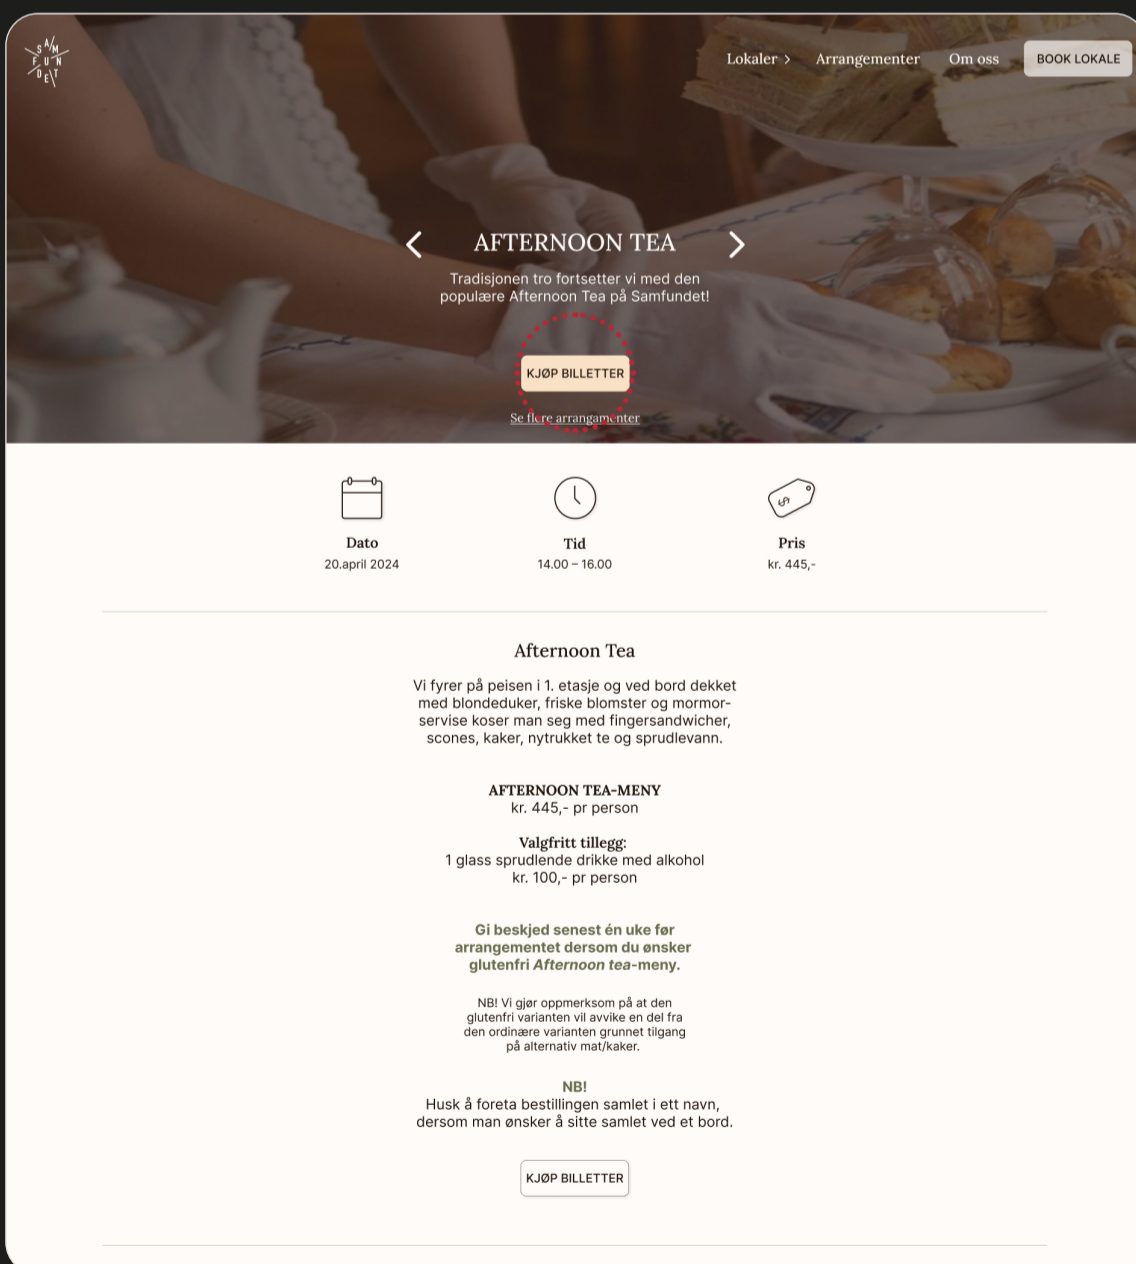 SAM
FUN
DET
Lokaler >
Arrangementer
Om oss
BOOK LOKALE
AFTERNOON TEA
Tradisjonen tro fortsetter vi med den
populære Afternoon Tea på Samfundet!
KJØP BILLETTER
Se flere arrangamenter
Dato
20.april 2024
Tid
14.00 – 16.00
Pris
kr. 445,-
Afternoon Tea
Vi fyrer på peisen i 1. etasje og ved bord dekket
med blondeduker, friske blomster og mormor-
servise koser man seg med fingersandwicher,
scones, kaker, nytrukket te og sprudlevann.
AFTERNOON TEA-MENY
kr. 445,- pr person
Valgfritt tillegg:
1 glass sprudlende drikke med alkohol
kr. 100,- pr person
Gi beskjed senest én uke før
arrangementet dersom du ønsker
glutenfri Afternoon tea-meny.
NB! Vi gjør oppmerksom på at den
glutenfri varianten vil avvike en del fra
den ordinære varianten grunnet tilgang
på alternativ mat/kaker.
NB!
Husk å foreta bestillingen samlet i ett navn,
dersom man ønsker å sitte samlet ved et bord.
KJØP BILLETTER